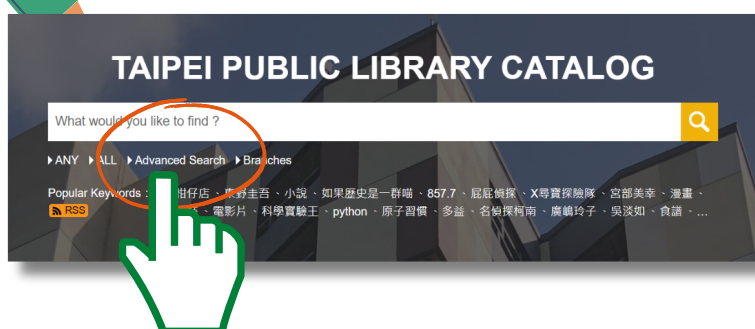 TAIPEI PUBLIC LIBRARY CATALOG
What would you like to find ?
ANY ALL Advanced Search Branches
Popular Keywords : 柑仔店 、東野圭吾 、小說 、如果歷史是一群喵 、857.7 、屁屁偵探 、X尋寶探險隊 、宮部美幸 、漫畫 、
RSS 、電影片 、科學實驗王 、python 、原子習慣 、多益 、名偵探柯南 、廣嶋玲子 、吳淡如 、食譜 、...